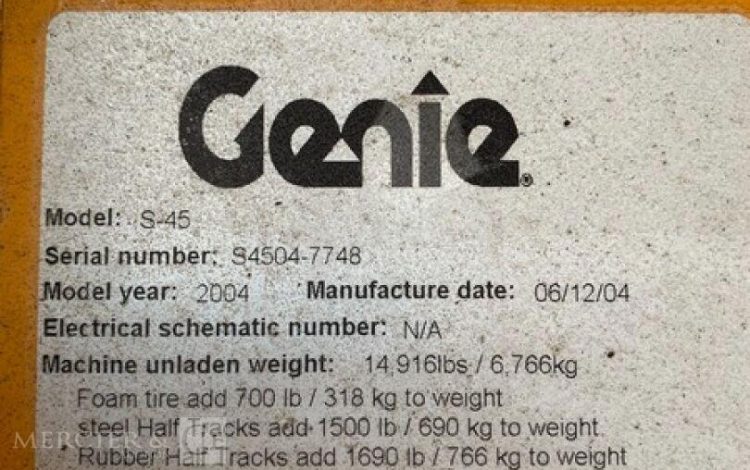 Genie
Model: S-45
Serial number: S4504-7748
Model year: 2004 Manufacture date: 06/12/04
Electrical schematic number: N/A
Machine unladen weight: 14,916lbs / 6,766kg
Foam tire add 700 lb / 318 kg to weight
steel Half Tracks add 1500 lb / 690 kg to weight
Rubber Half Tracks add 1690 lb / 766 kg to weight
MERCIER &